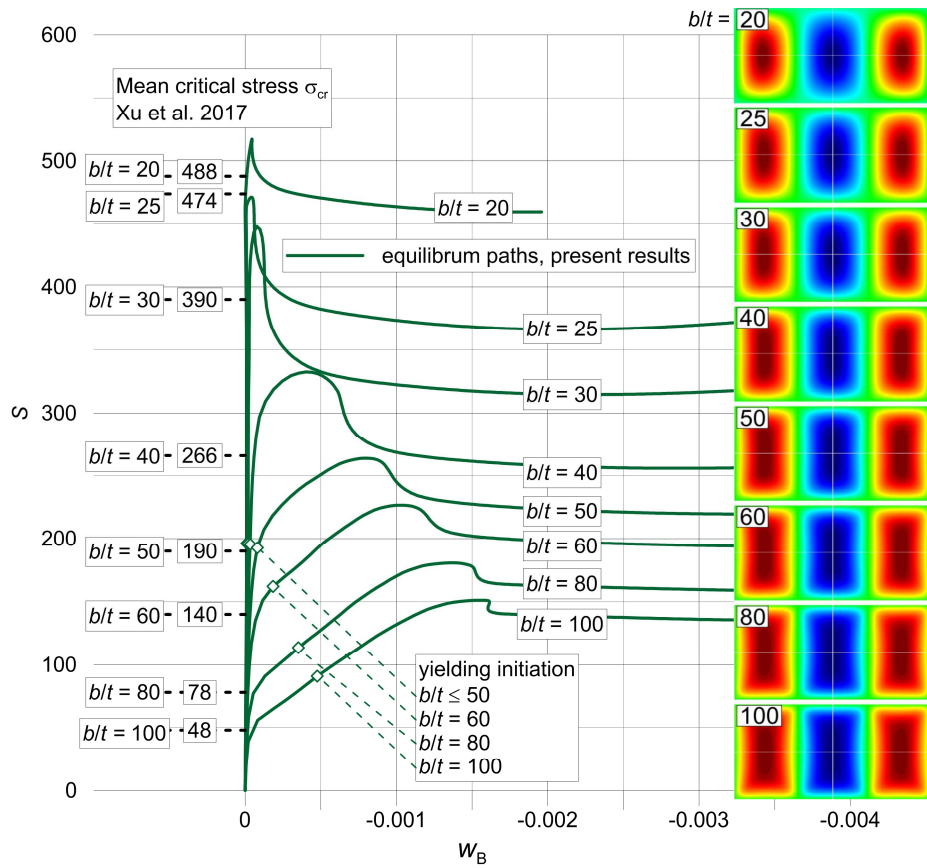 b/t = 20
600
Mean critical stress σcr
Xu et al. 2017
25
500
b/t = 20 488
b/t = 25 474
b/t = 20
30
equilibrum paths, present results
400
b/t = 30 390
b/t = 25
40
b/t = 30
S
300
50
b/t = 40 266
b/t = 40
b/t = 50
60
200
b/t = 50 190
b/t = 60
b/t = 60 140
b/t = 80
80
b/t = 100
100
yielding initiation
b/t ≤ 50
b/t = 60
b/t = 80
b/t = 100
b/t = 80 78
b/t = 100 48
100
0
0 -0.001 -0.002 -0.003 -0.004
wB